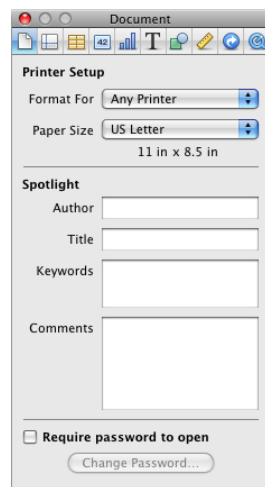 Document
42
T
Printer Setup
Format For Any Printer
Paper Size US Letter
11 in x 8.5 in
Spotlight
Author
Title
Keywords
Comments
Require password to open
Change Password...